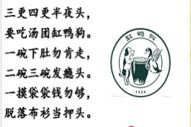 三更四更半夜头,
要吃汤团缸鸭狗。
一碗下肚勿肯走,
二碗三碗发瘾头。
一摸袋袋钱勿够,
脱落布衫当押头。
缸鸭狗
1926